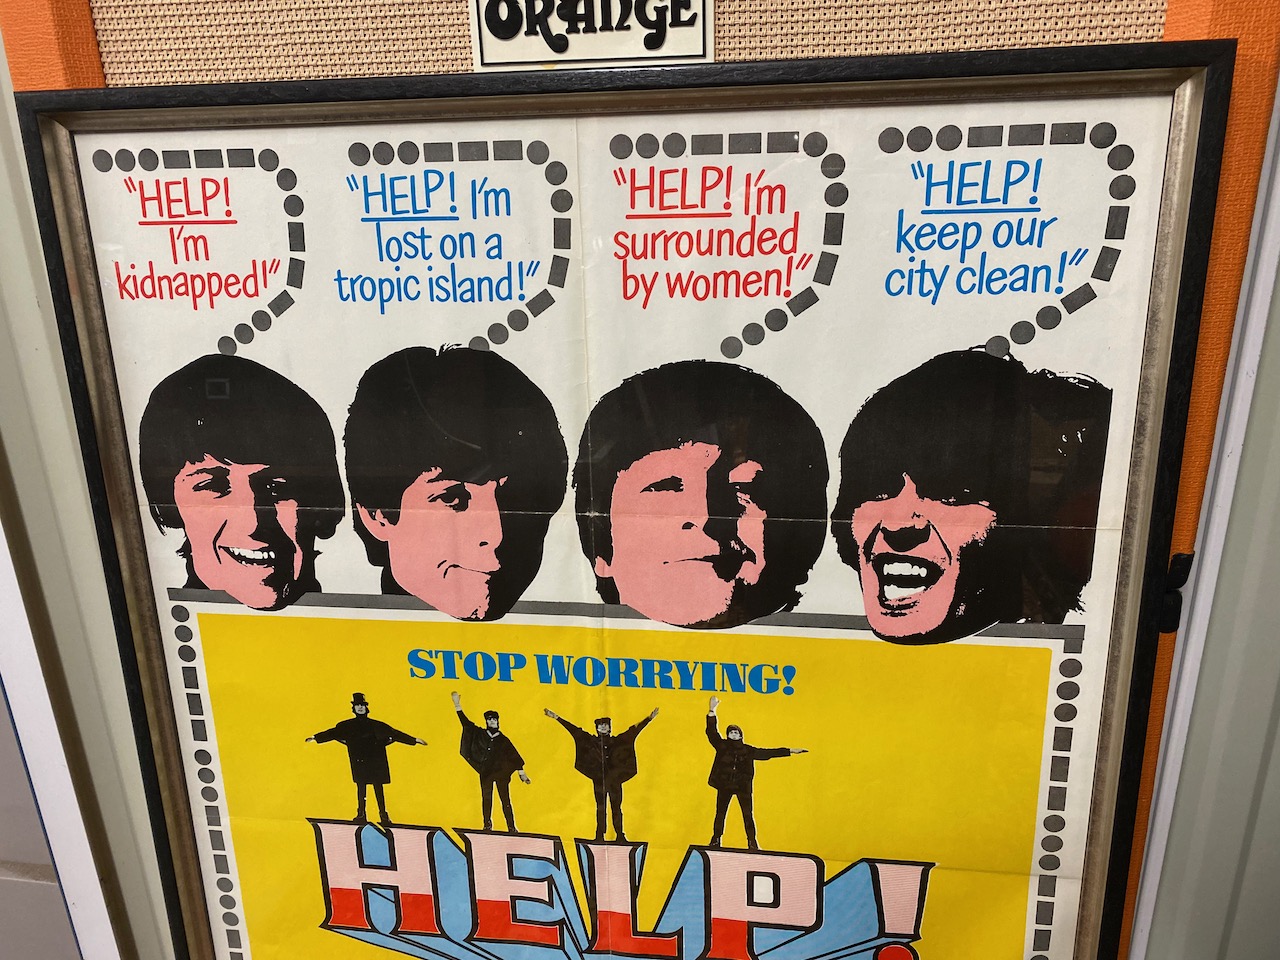 ORANGE
"HELP!
I'm
kidnapped!"
"HELP! I'm
lost on a
tropic island!"
"HELP! I'm
surrounded
by women!"
"HELP!
keep our
city clean!"
STOP WORRYING!
HELP!